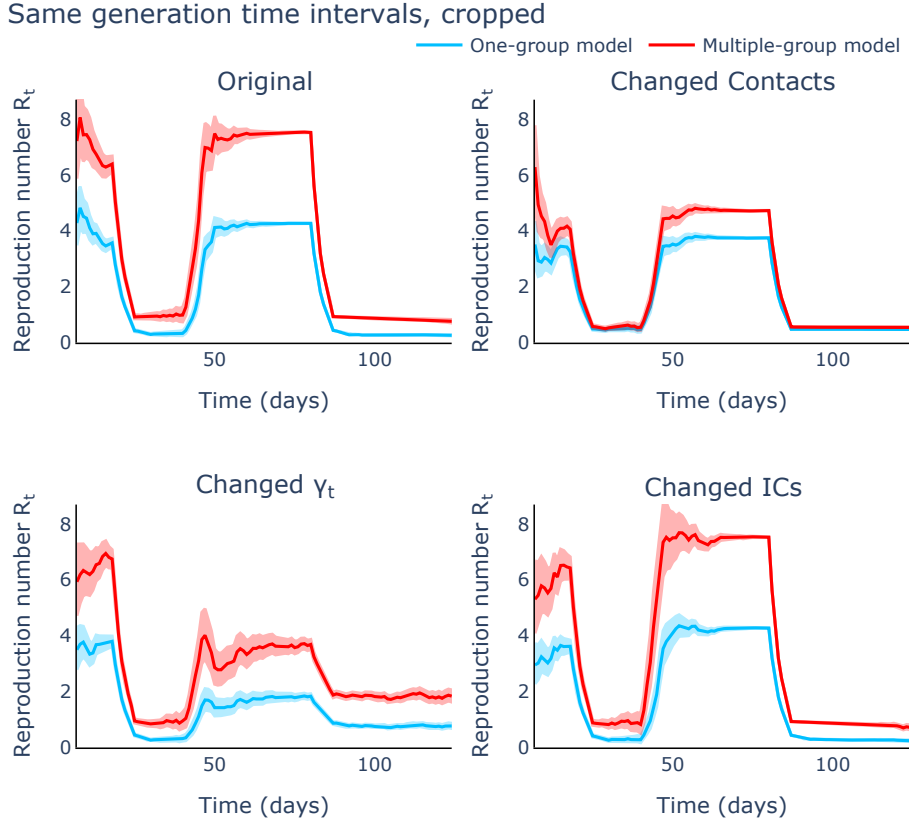 Same generation time intervals, cropped
One-group model Multiple-group model
Original
Reproduction number Rₜ
8
6
4
2
0
50 100
Time (days)
Changed Contacts
Reproduction number Rₜ
8
6
4
2
0
50 100
Time (days)
Changed γₜ
Reproduction number Rₜ
8
6
4
2
0
50 100
Time (days)
Changed ICs
Reproduction number Rₜ
8
6
4
2
0
50 100
Time (days)